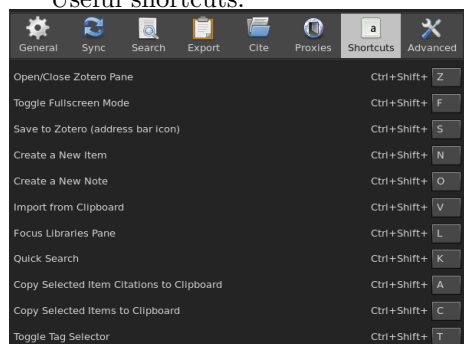 Useful shortcuts:
General Sync Search Export Cite Proxies Shortcuts Advanced
a
Open/Close Zotero Pane Ctrl+Shift+ Z
Toggle Fullscreen Mode Ctrl+Shift+ F
Save to Zotero (address bar icon) Ctrl+Shift+ S
Create a New Item Ctrl+Shift+ N
Create a New Note Ctrl+Shift+ O
Import from Clipboard Ctrl+Shift+ V
Focus Libraries Pane Ctrl+Shift+ L
Quick Search Ctrl+Shift+ K
Copy Selected Item Citations to Clipboard Ctrl+Shift+ A
Copy Selected Items to Clipboard Ctrl+Shift+ C
Toggle Tag Selector Ctrl+Shift+ T